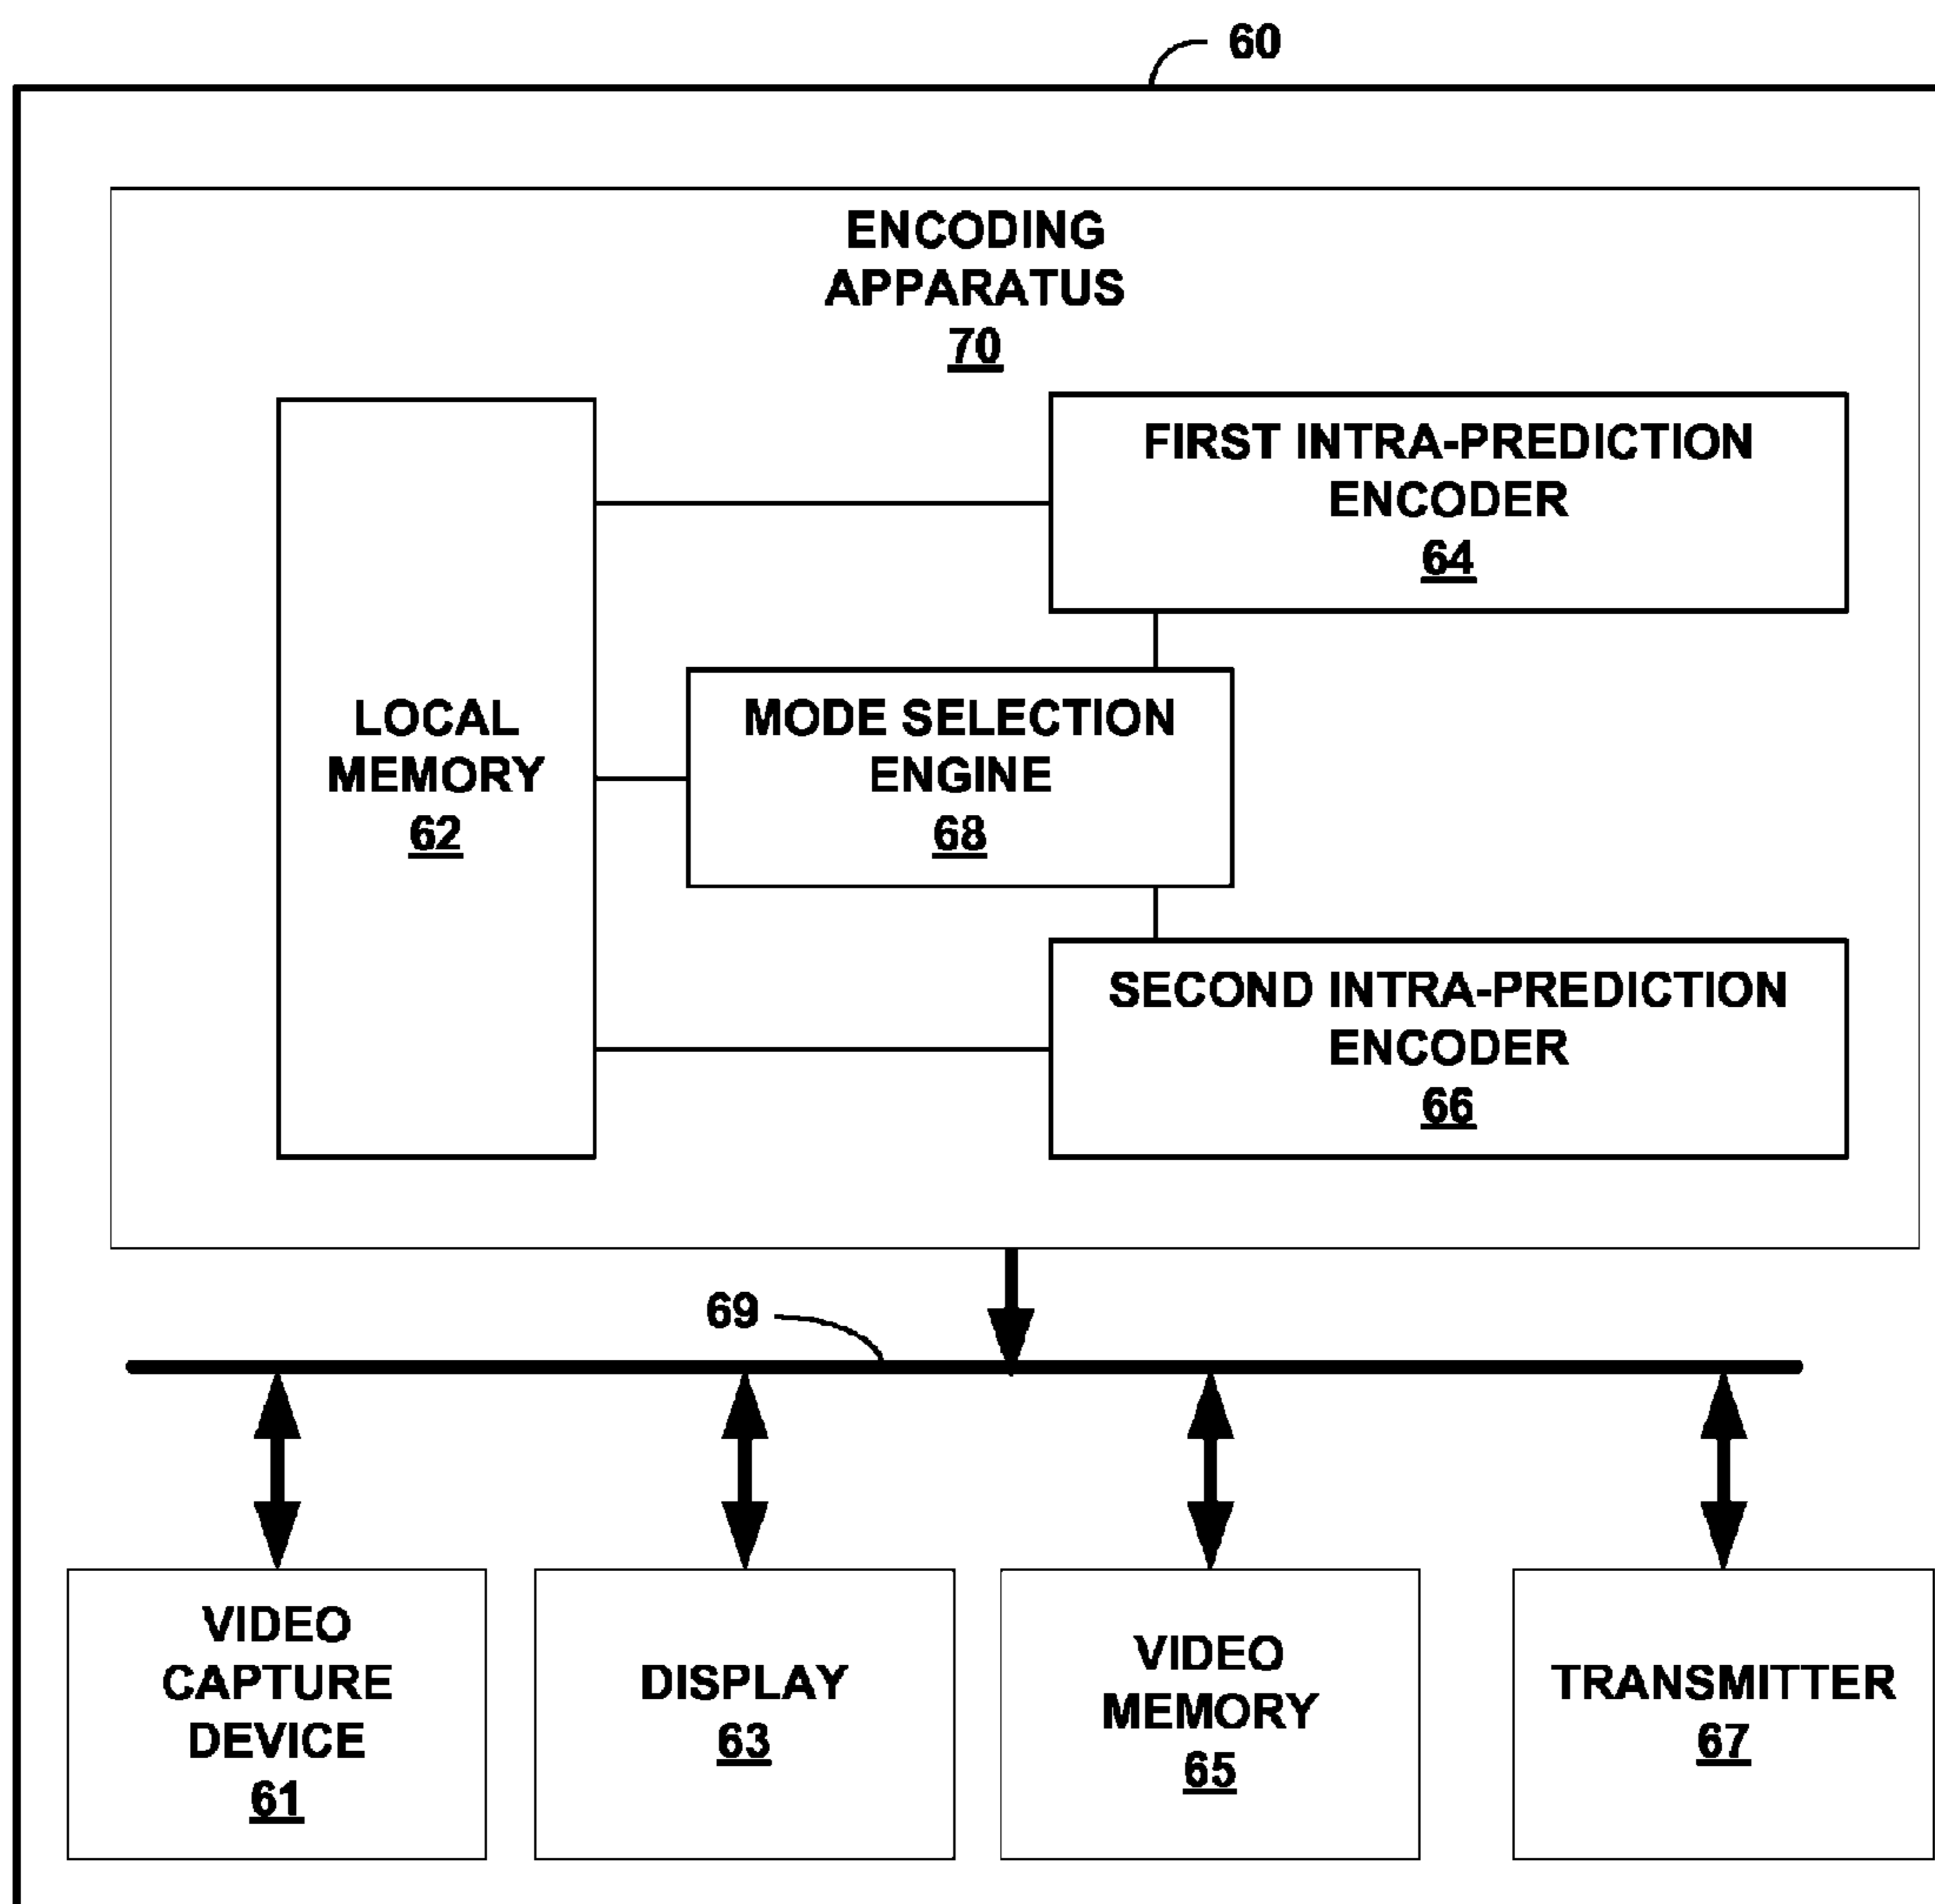 60
ENCODING
APPARATUS
70
FIRST INTRA-PREDICTION
ENCODER
64
LOCAL
MEMORY
62
MODE SELECTION
ENGINE
68
SECOND INTRA-PREDICTION
ENCODER
66
69
VIDEO
CAPTURE
DEVICE
61
DISPLAY
63
VIDEO
MEMORY
65
TRANSMITTER
67